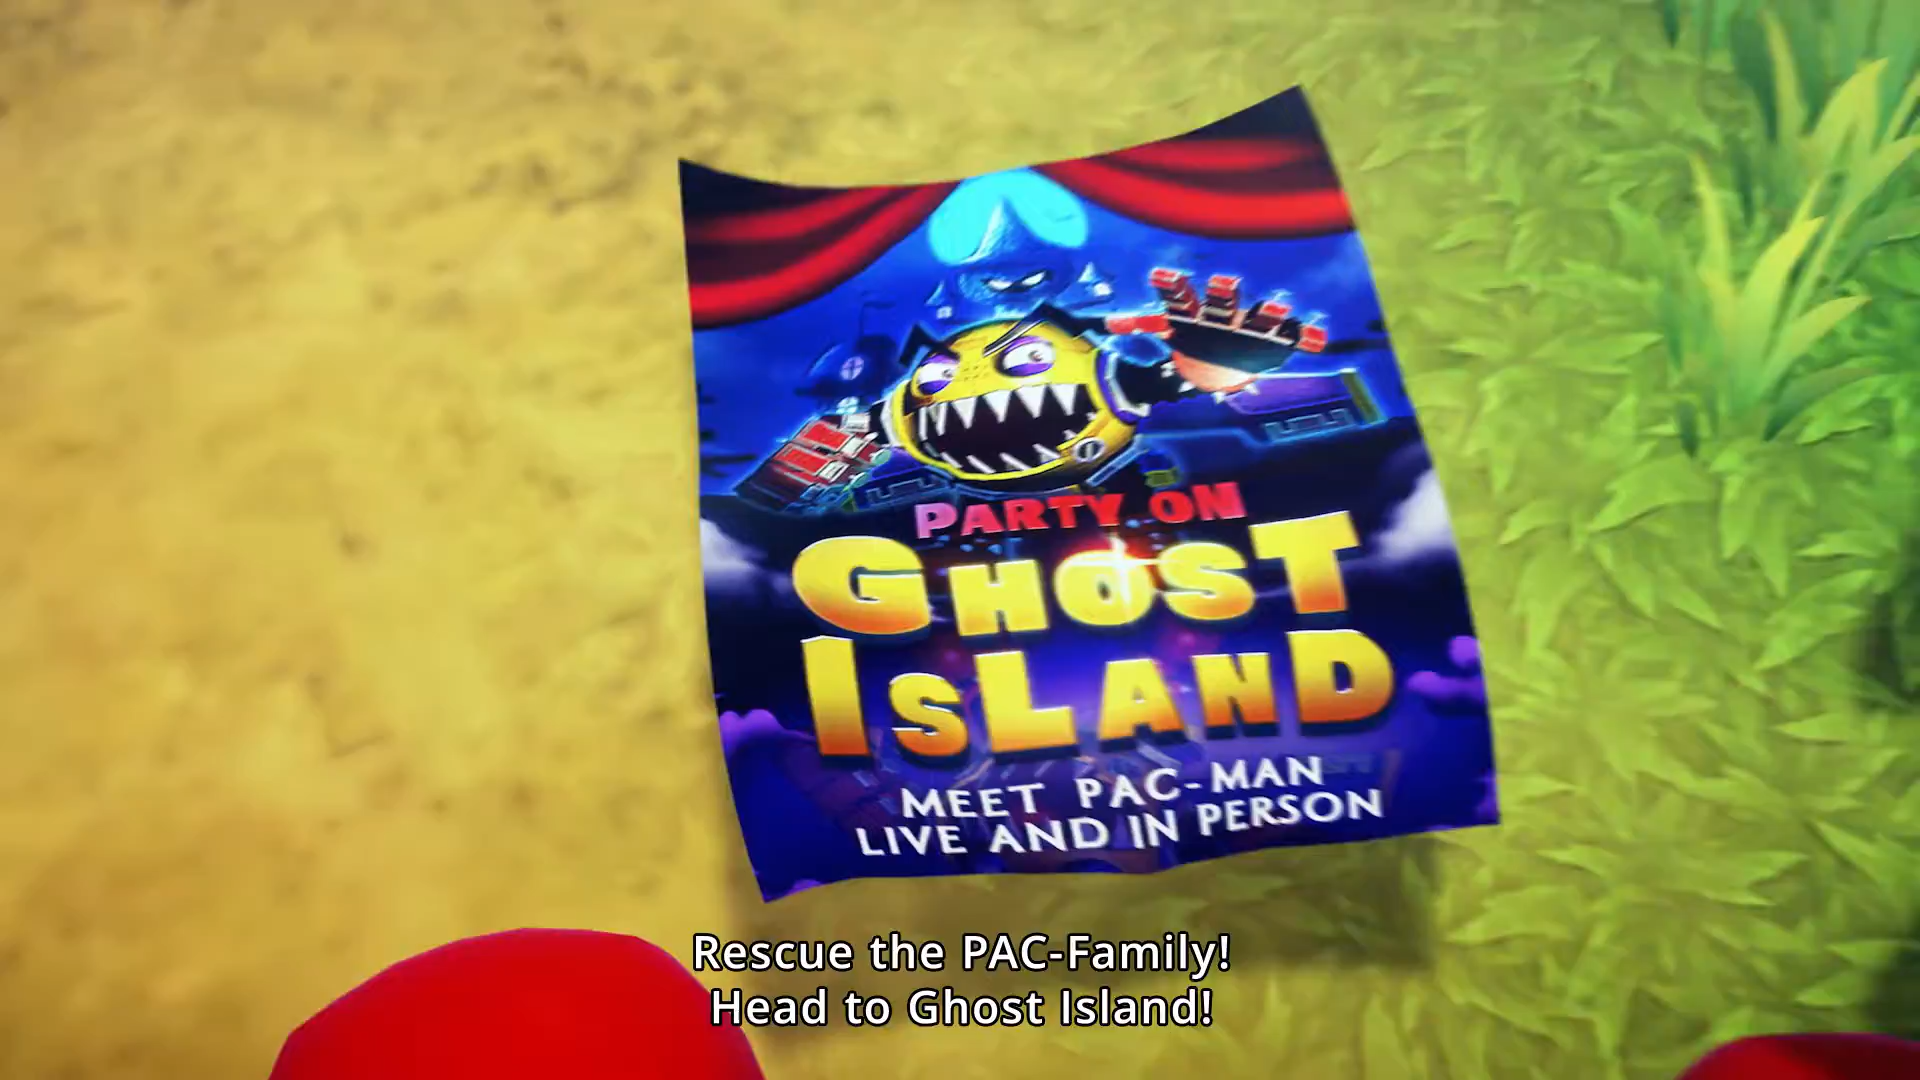 PARTY ON
GHOST
ISLAND
MEET PAC-MAN
LIVE AND IN PERSON
Rescue the PAC-Family!
Head to Ghost Island!